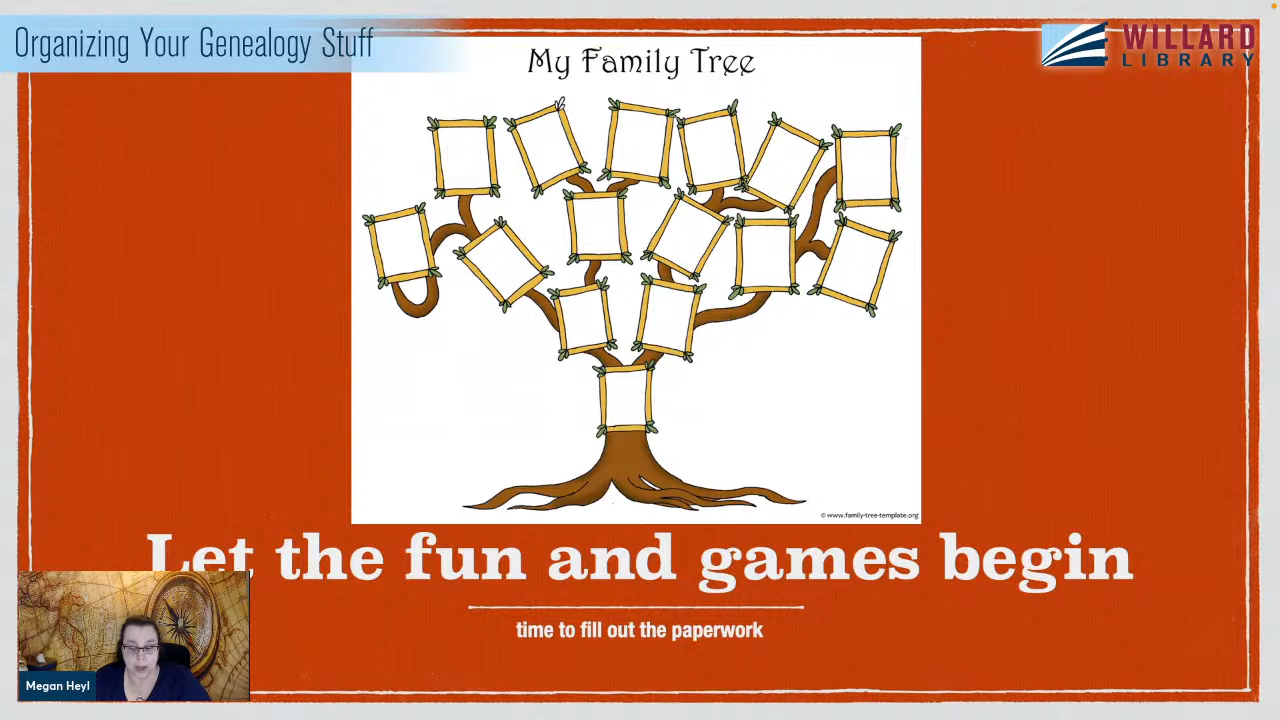 Organizing Your Genealogy Stuff
WILLARD
LIBRARY
My Family Tree
© www.family-tree-template.org
Let the fun and games begin
time to fill out the paperwork
Megan Heyl